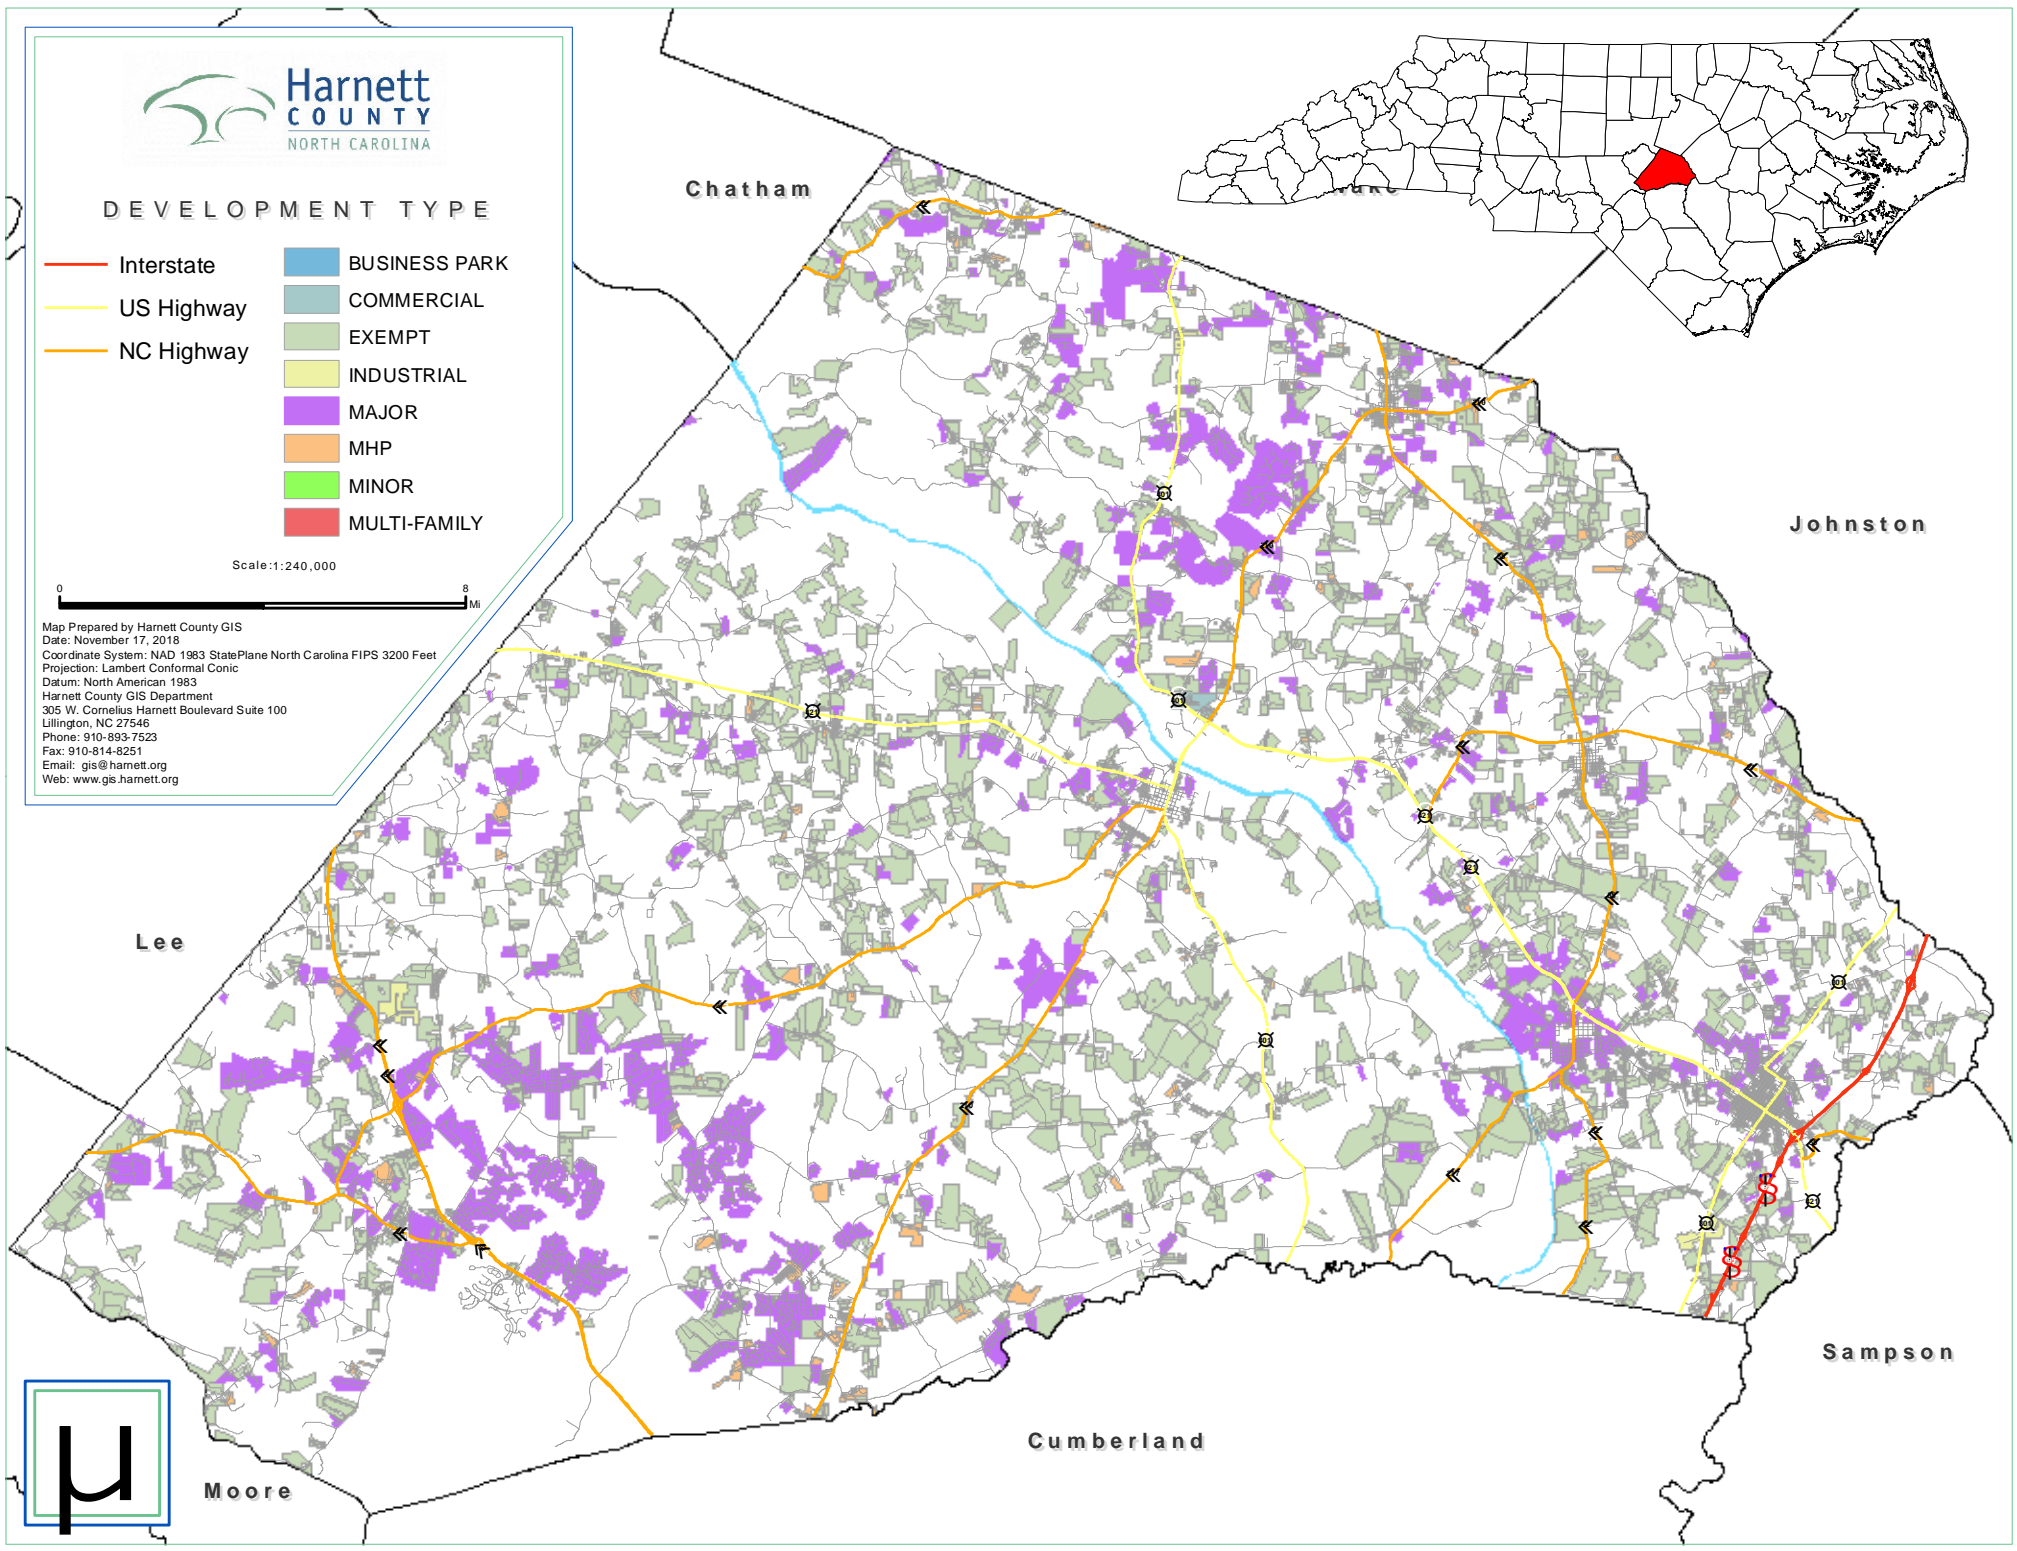 Harnett
COUNTY
NORTH CAROLINA
DEVELOPMENT TYPE
Interstate
US Highway
NC Highway
BUSINESS PARK
COMMERCIAL
EXEMPT
INDUSTRIAL
MAJOR
MHP
MINOR
MULTI-FAMILY
Scale:1:240,000
0 8
Mi
Map Prepared by Harnett County GIS
Date: November 17, 2018
Coordinate System: NAD 1983 StatePlane North Carolina FIPS 3200 Feet
Projection: Lambert Conformal Conic
Datum: North American 1983
Harnett County GIS Department
305 W. Cornelius Harnett Boulevard Suite 100
Lillington, NC 27546
Phone: 910-893-7523
Fax: 910-814-8251
Email: gis@harnett.org
Web: www.gis.harnett.org
Chatham
Johnston
Lee
Sampson
Cumberland
Moore
µ